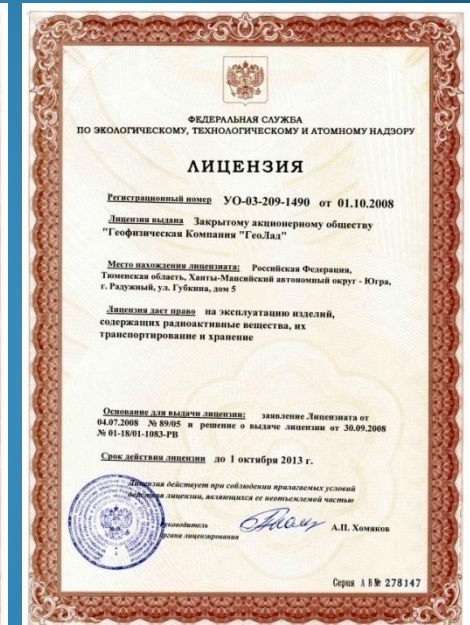 ФЕДЕРАЛЬНАЯ СЛУЖБА
ПО ЭКОЛОГИЧЕСКОМУ, ТЕХНОЛОГИЧЕСКОМУ И АТОМНОМУ НАДЗОРУ
ЛИЦЕНЗИЯ
Регистрационный номер УО-03-209-1490 от 01.10.2008
Лицензия выдана Закрытому акционерному обществу
"Геофизическая Компания "ГеоЛад"
Место нахождения лицензиата: Российская Федерация,
Тюменская область, Ханты-Мансийский автономный округ - Югра,
г. Радужный, ул. Губкина, дом 5
Лицензия дает право на эксплуатацию изделий,
содержащих радиоактивные вещества, их
транспортирование и хранение
Основание для выдачи лицензии: заявление Лицензиата от
04.07.2008 № 89/05 и решение о выдаче лицензии от 30.09.2008
№ 01-18/01-1083-РВ
Срок действия лицензии до 1 октября 2013 г.
Лицензия действует при соблюдении прилагаемых условий
действия лицензии, являющихся ее неотъемлемой частью
Руководитель
органа лицензирования
А.П. Хомяков
Серия А В № 278147